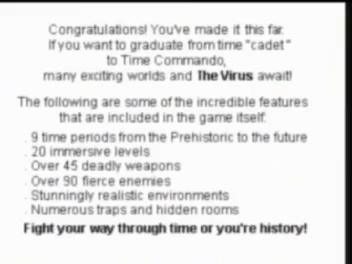 Congratulations! You've made it this far.
If you want to graduate from time "cadet"
to Time Commando,
many exciting worlds and The Virus await!
The following are some of the incredible features
that are included in the game itself:
. 9 time periods from the Prehistoric to the future
. 20 immersive levels
. Over 45 deadly weapons
. Over 90 fierce enemies
. Stunningly realistic environments
. Numerous traps and hidden rooms
Fight your way through time or you're history!